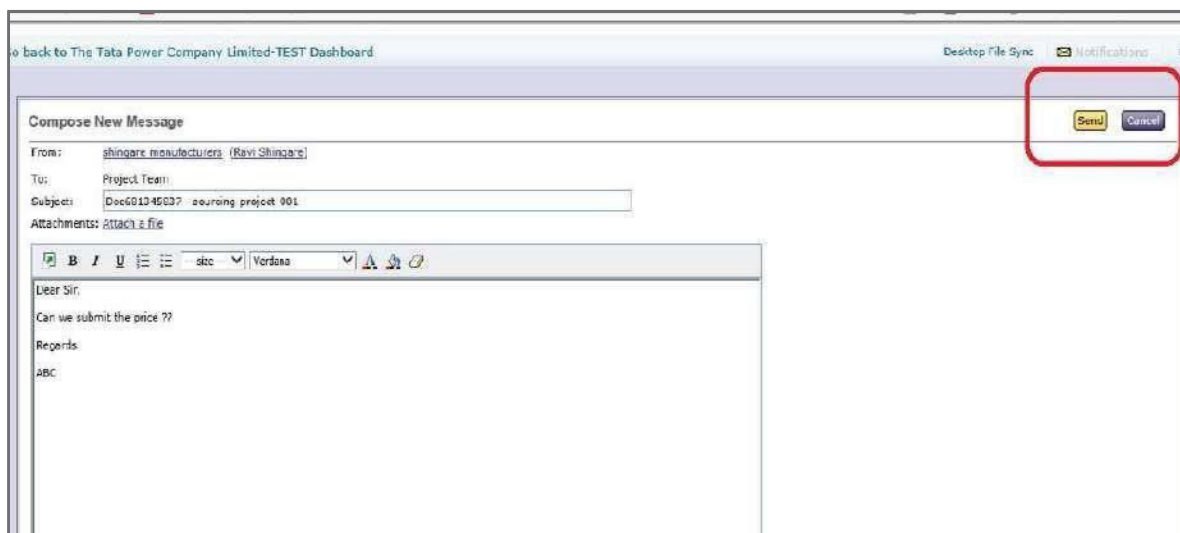 o back to The Tata Power Company Limited-TEST Dashboard Desktop File Sync Notifications
Compose New Message Send Cancel
From: shingare manufacturers (Ravi Shingare)
To: Project Team
Subject: Doc681345837 sourcing project 001
Attachments: Attach a file
B I U size Verdana A
Dear Sir,
Can we submit the price ??
Regards
ABC